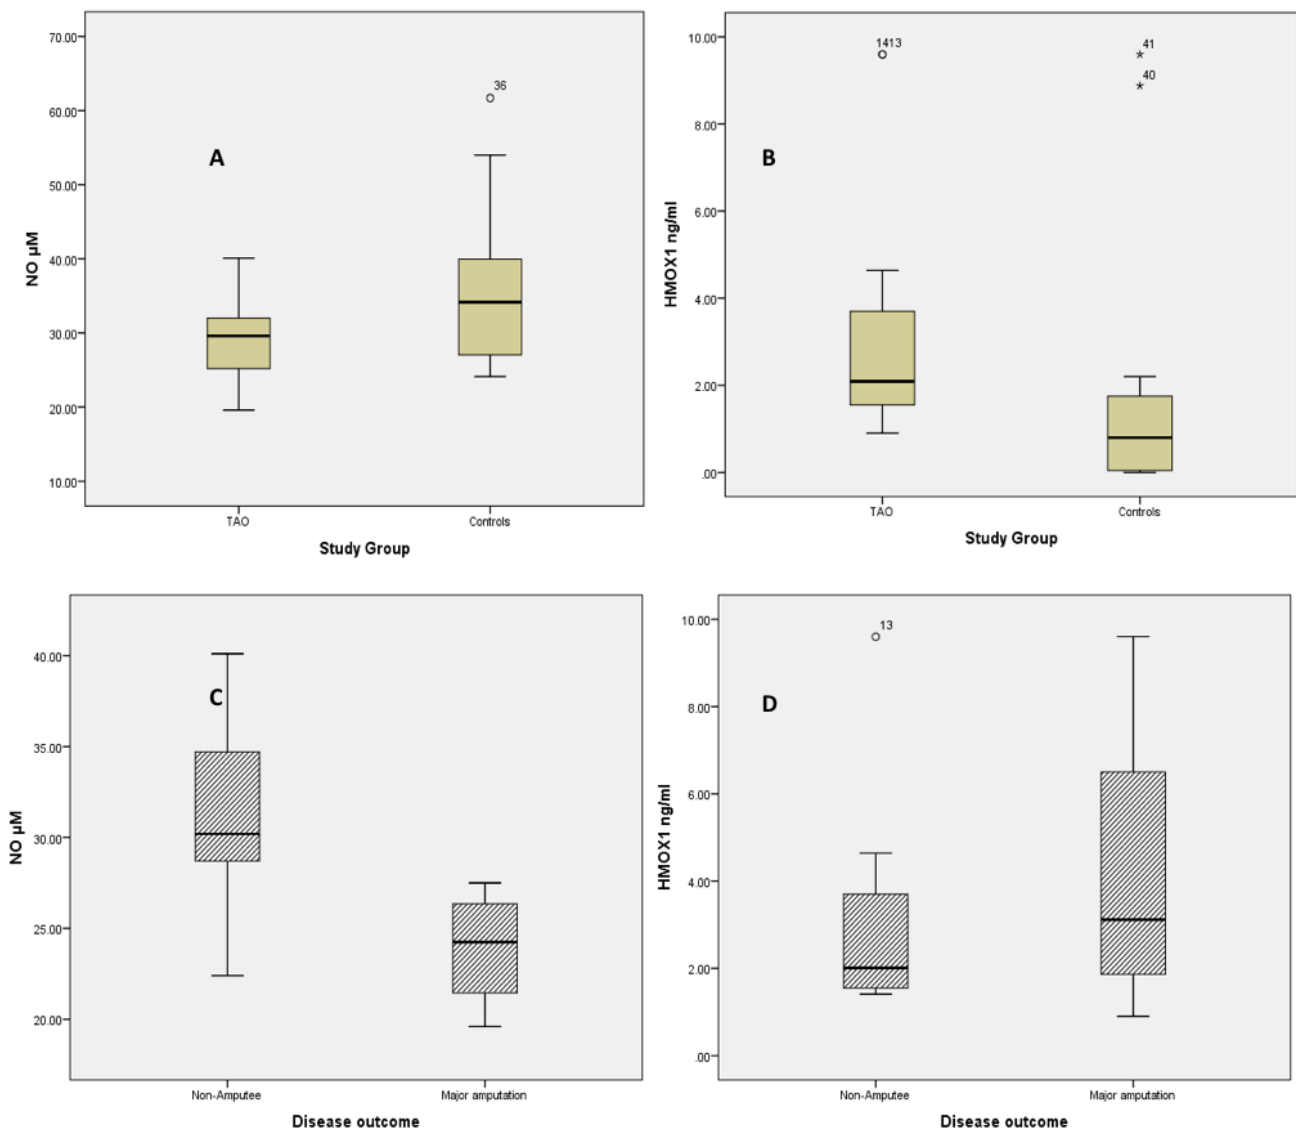 70.00
60.00
50.00
40.00
30.00
20.00
10.00
NO µM
A
36
TAO
Controls
Study Group
10.00
8.00
6.00
4.00
2.00
.00
HMOX1 ng/ml
B
1413
41
40
TAO
Controls
Study Group
40.00
35.00
30.00
25.00
20.00
NO µM
C
Non-Amputee
Major amputation
Disease outcome
10.00
8.00
6.00
4.00
2.00
.00
HMOX1 ng/ml
D
13
Non-Amputee
Major amputation
Disease outcome